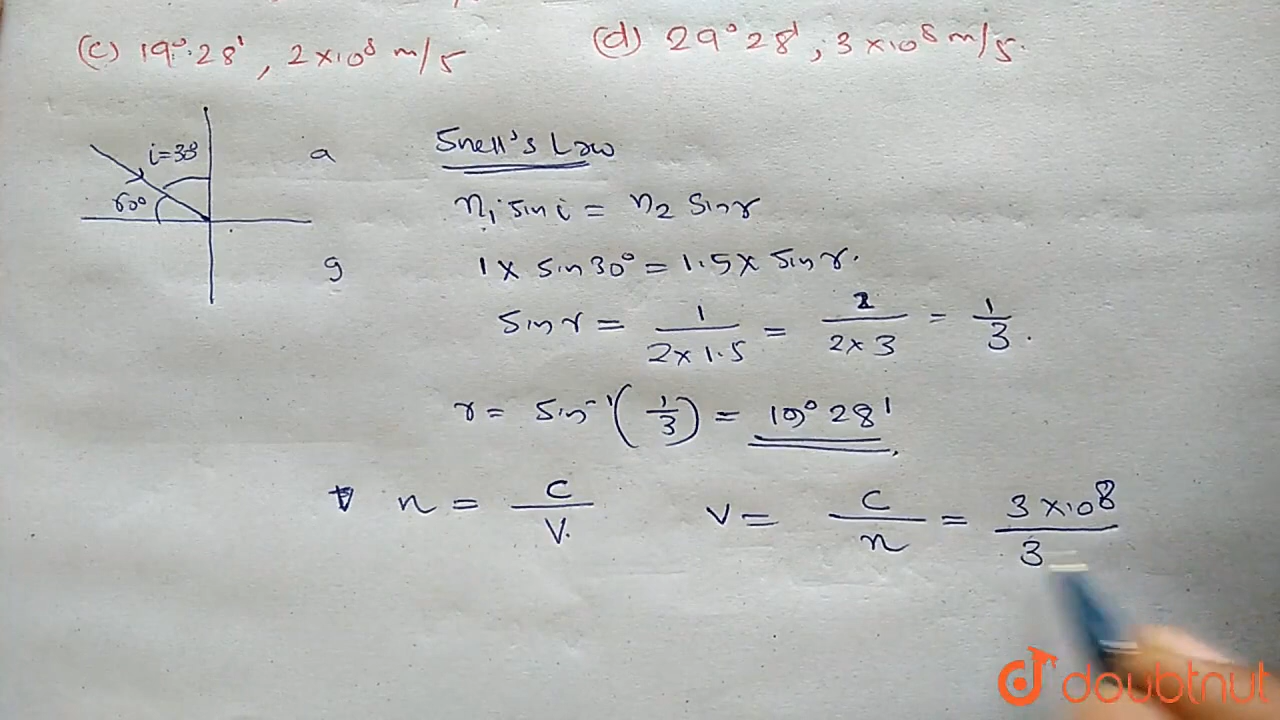 (c) 19°28', 2×10⁸ m/s
(d) 29°28', 3×10⁸ m/s.
i=30°
60°
a
g
Snell's Law
n₁ sin i = n₂ sin r
1 × sin 30° = 1.5 × sin r.
sin r = 1/(2×1.5) = 2/(2×3) = 1/3.
r = sin⁻¹(1/3) = 19°28'.
n = c/v.
v = c/n = 3×10⁸/3
doubtnut